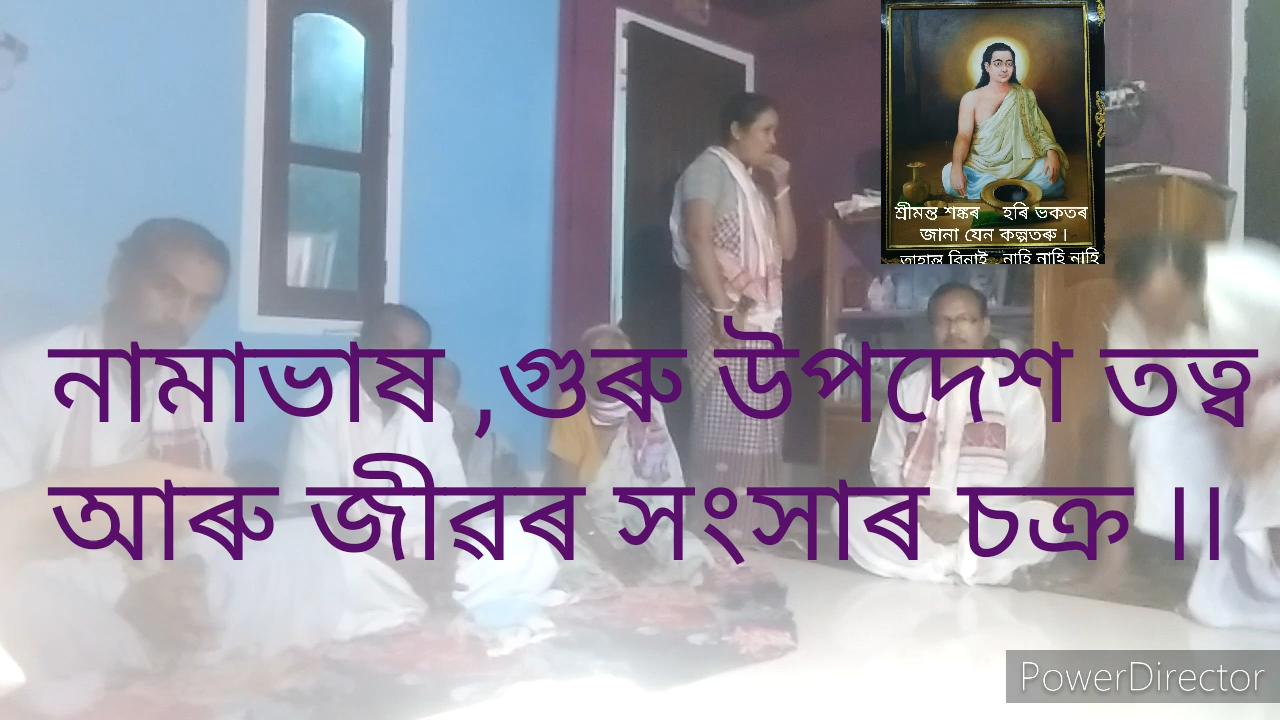 শ্ৰীমন্ত শঙ্কৰ হৰি ভকতৰ
জানা যেন কল্পতৰু ।
তাহান্ত বিনাই নাহি নাহি নাহি
নামাভাষ ,গুৰু উপদেশ তত্ব
আৰু জীৱৰ সংসাৰ চক্ৰ ।।
PowerDirector